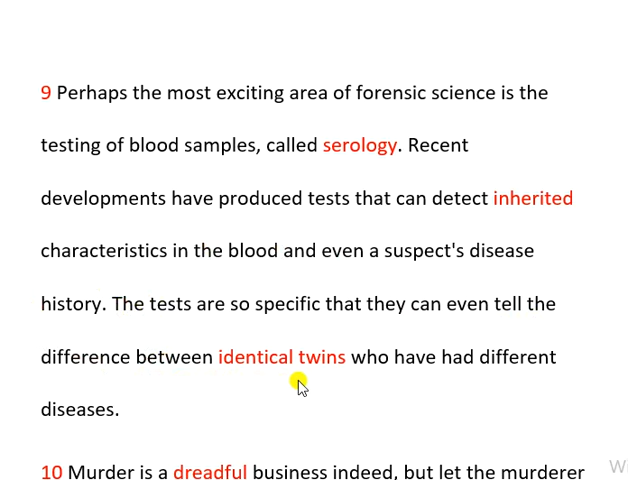 9 Perhaps the most exciting area of forensic science is the
testing of blood samples, called serology. Recent
developments have produced tests that can detect inherited
characteristics in the blood and even a suspect's disease
history. The tests are so specific that they can even tell the
difference between identical twins who have had different
diseases.
10 Murder is a dreadful business indeed, but let the murderer